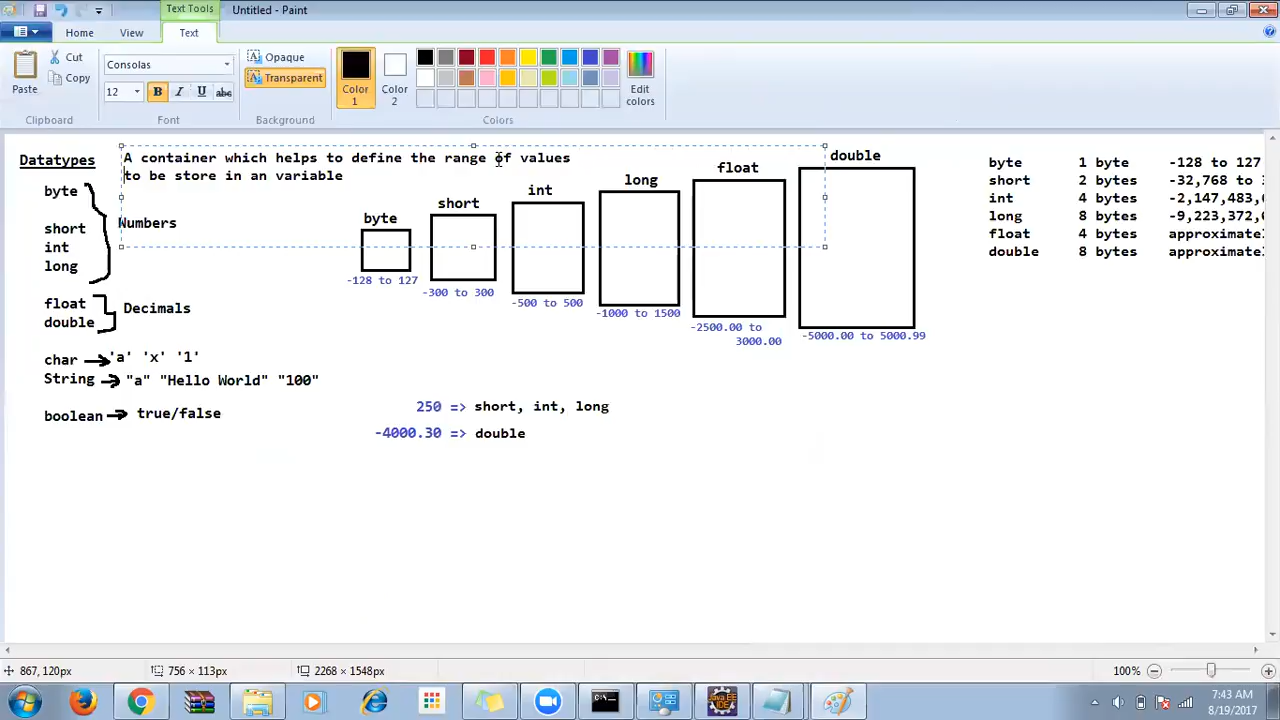 Text Tools
Untitled - Paint
Home
View
Text
Paste
Cut
Copy
Clipboard
Consolas
12
B
I
U
abc
Font
Opaque
Transparent
Background
Color 1
Color 2
Edit colors
Colors
Datatypes
A container which helps to define the range of values
to be store in an variable
byte
short
int
long
Numbers
float
double
Decimals
char 'a' 'x' '1'
String "a" "Hello World" "100"
boolean true/false
byte
-128 to 127
short
-300 to 300
int
-500 to 500
long
-1000 to 1500
float
-2500.00 to
3000.00
double
-5000.00 to 5000.99
250 => short, int, long
-4000.30 => double
byte 1 byte -128 to 127
short 2 bytes -32,768 to
int 4 bytes -2,147,483,
long 8 bytes -9,223,372,
float 4 bytes approximate
double 8 bytes approximate
867, 120px
756 × 113px
2268 × 1548px
100%
Java EE
IDE
7:43 AM
8/19/2017